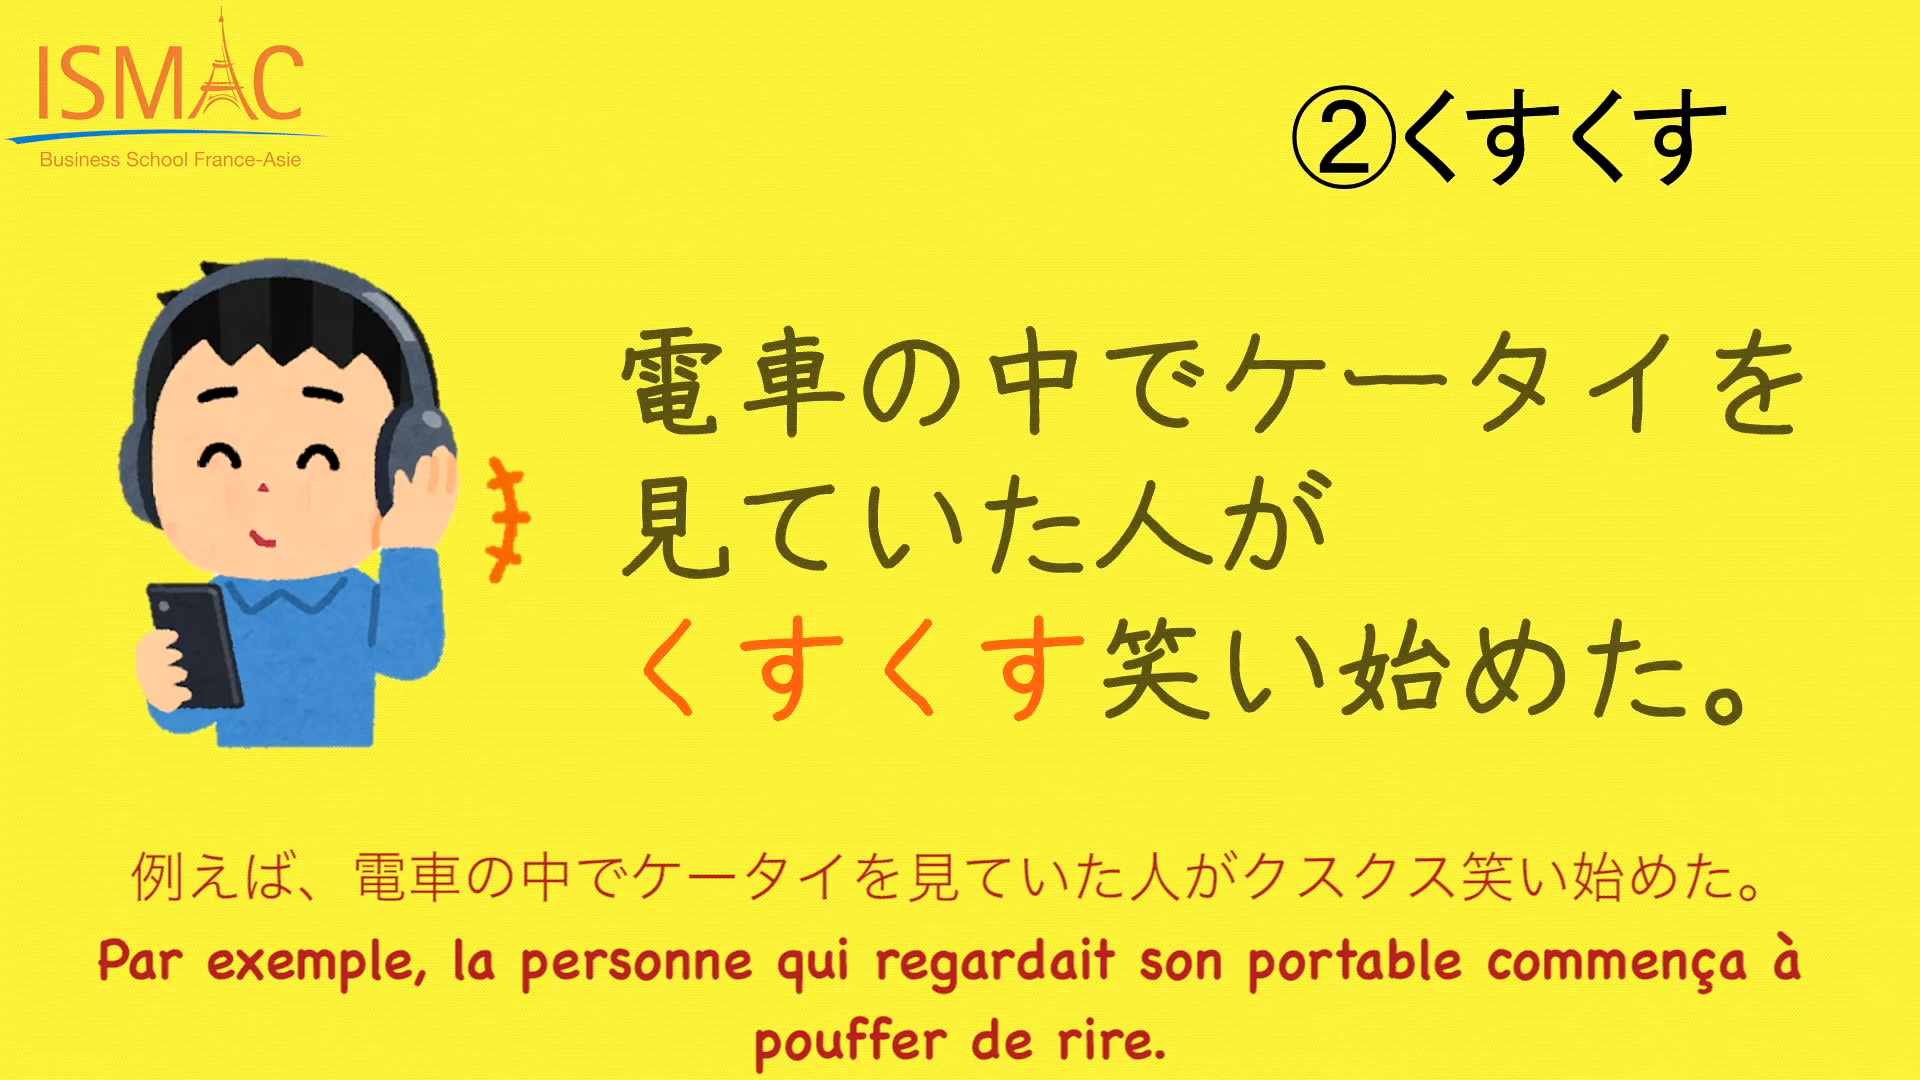 ISMAC
Business School France-Asie
②くすくす
電車の中でケータイを
見ていた人が
くすくす笑い始めた。
例えば、電車の中でケータイを見ていた人がクスクス笑い始めた。
Par exemple, la personne qui regardait son portable commença à
pouffer de rire.